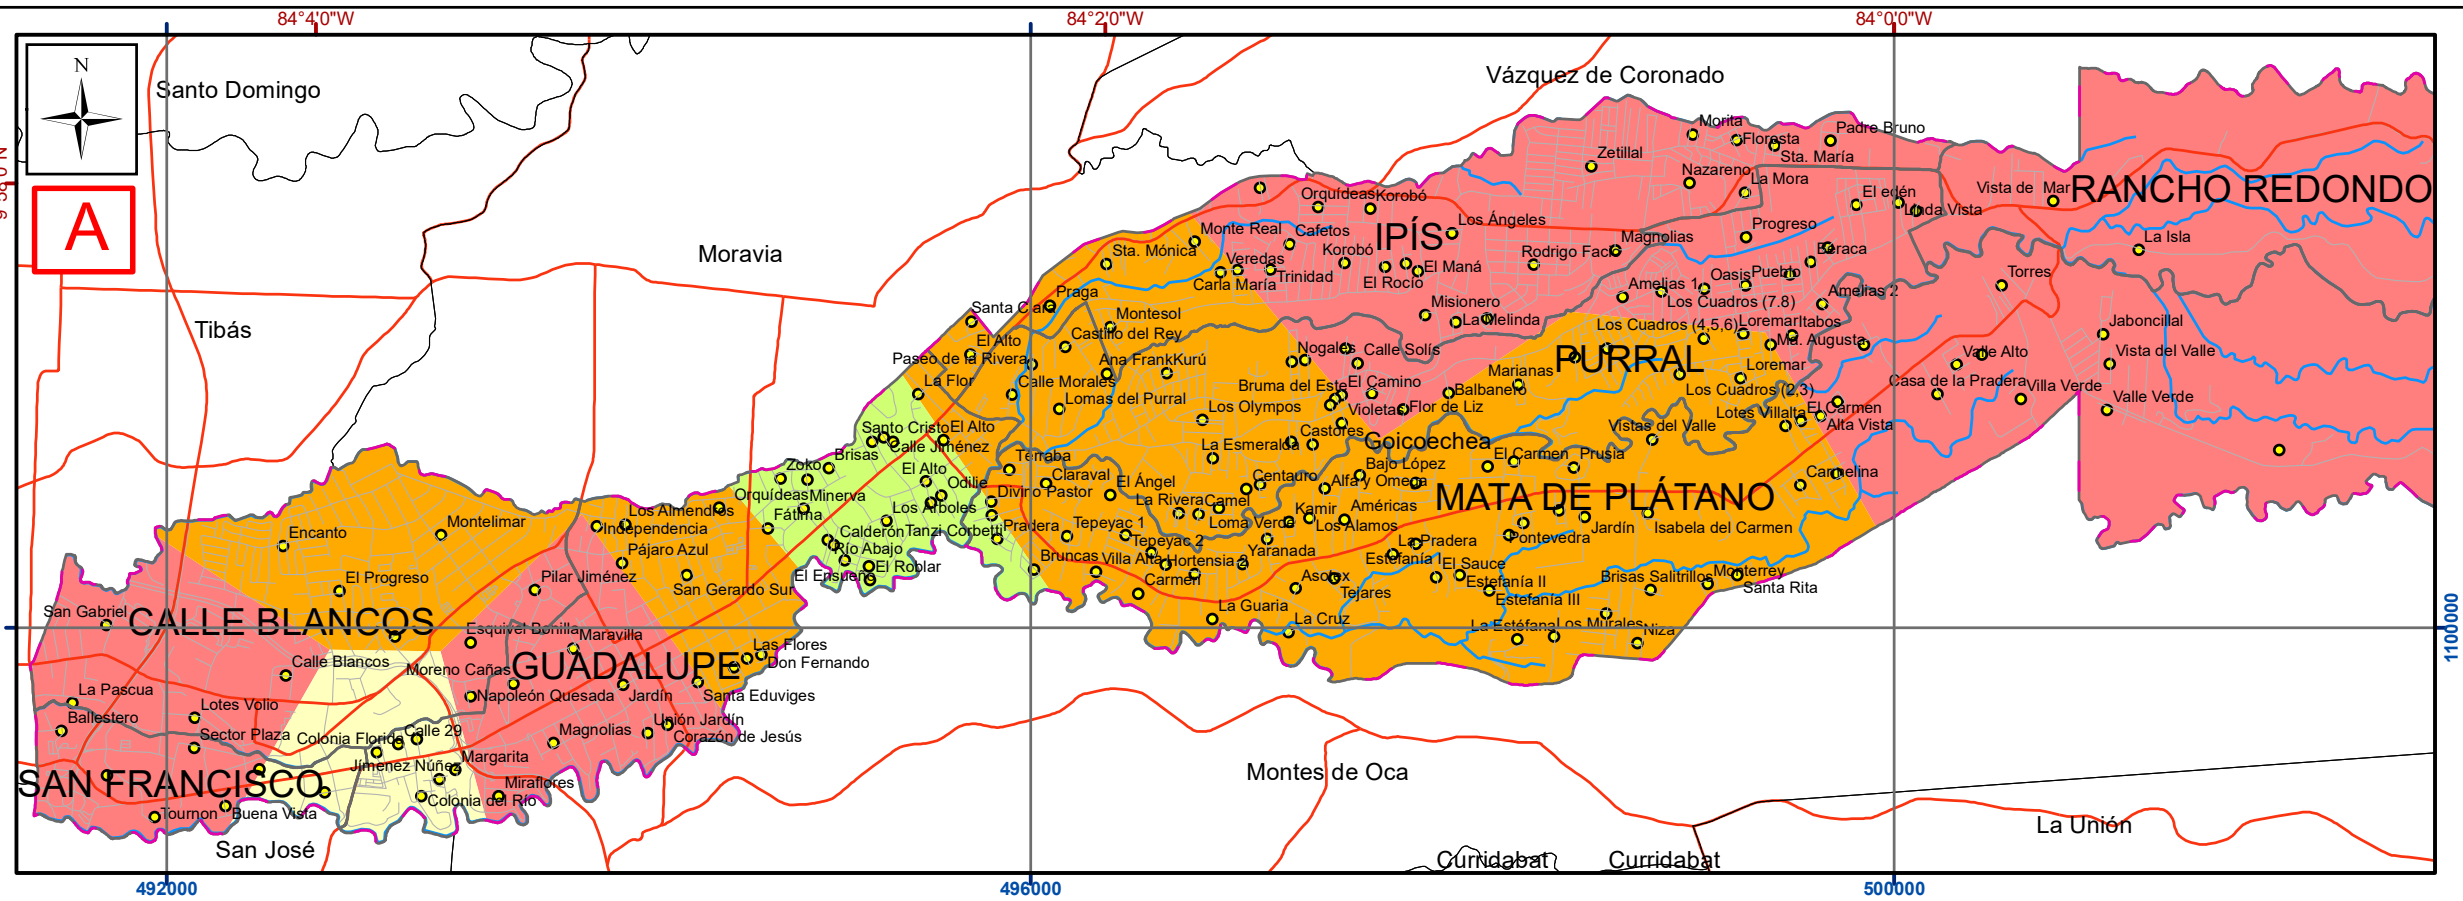 84°4'0"W
84°2'0"W
84°0'0"W
N
A
Santo Domingo
Vázquez de Coronado
Moravia
Tibás
Morita
Floresta
Padre Bruno
Sta. María
Zetillal
Nazareno
La Mora
El edén
Linda Vista
Vista de Mar
RANCHO REDONDO
Orquídeas
Korobó
Los Ángeles
IPÍS
Monte Real
Cafetos
Korobó
Sta. Mónica
Veredas
Trinidad
Carla María
El Rocío
El Maná
Rodrigo Facio
Magnolias
Progreso
Beraca
La Isla
Torres
Oasis
Pueblo
Amelias 1
Amelias 2
Los Cuadros (7.8)
Praga
Santa Clara
Montesol
Castillo del Rey
Misionero
La Melinda
Los Cuadros (4,5,6)
Loremar
Itabos
Ma. Augusta
Jaboncillal
El Alto
Paseo de la Rivera
Ana Frank
Kurú
Nogales
Calle Solís
PURRAL
Marianas
Loremar
Valle Alto
Vista del Valle
La Flor
Calle Morales
Lomas del Purral
Bruma del Este
El Camino
Balbanero
Los Cuadros (2,3)
Casa de la Pradera
Villa Verde
Valle Verde
Los Olympos
Violetas
Flor de Liz
Lotes Villalta
El Carmen
Alta Vista
Santo Cristo
El Alto
Calle Jiménez
La Esmeralda
Castores
Goicoechea
Vistas del Valle
Zoko
Brisas
Térraba
El Alto
Odilie
Claraval
El Ángel
Centauro
Bajo López
Alfa y Omega
El Carmen
Prusia
Carmelina
Orquídeas
Minerva
Divino Pastor
La Rivera
Camel
MATA DE PLÁTANO
Fátima
Los Árboles
Calderón
Tanzi Corbetti
Pradera
Tepeyac 1
Loma Verde
Kamir
Américas
Los Alamos
Jardín
Isabela del Carmen
Los Almendros
Independencia
Montelimar
Encanto
Pájaro Azul
Río Abajo
El Roblar
El Ensueño
Bruncas
Tepeyac 2
Villa Alta
Hortensia 2
Yaranada
La Pradera
Estefanía I
Pontevedra
El Sauce
Carmen
Asotex
Tejares
Estefanía II
Estefanía III
Brisas Salitrillos
Monterrey
Santa Rita
El Progreso
Pilar Jiménez
San Gerardo Sur
San Gabriel
CALLE BLANCOS
La Guaria
La Cruz
La Estéfana
Los Murales
Niza
1100000
Esquivel Bonilla
Maravilla
Las Flores
Don Fernando
Calle Blancos
Moreno Cañas
GUADALUPE
La Pascua
Napoleón Quesada
Jardín
Santa Eduviges
Ballestero
Lotes Volio
Sector Plaza
Colonia Florida
Calle 29
Magnolias
Unión Jardín
Corazón de Jesús
Jímenez Núñez
Margarita
SAN FRANCISCO
Miraflores
Colonia del Río
Tournon
Buena Vista
Montes de Oca
San José
Curridabat
Curridabat
La Unión
492000
496000
500000